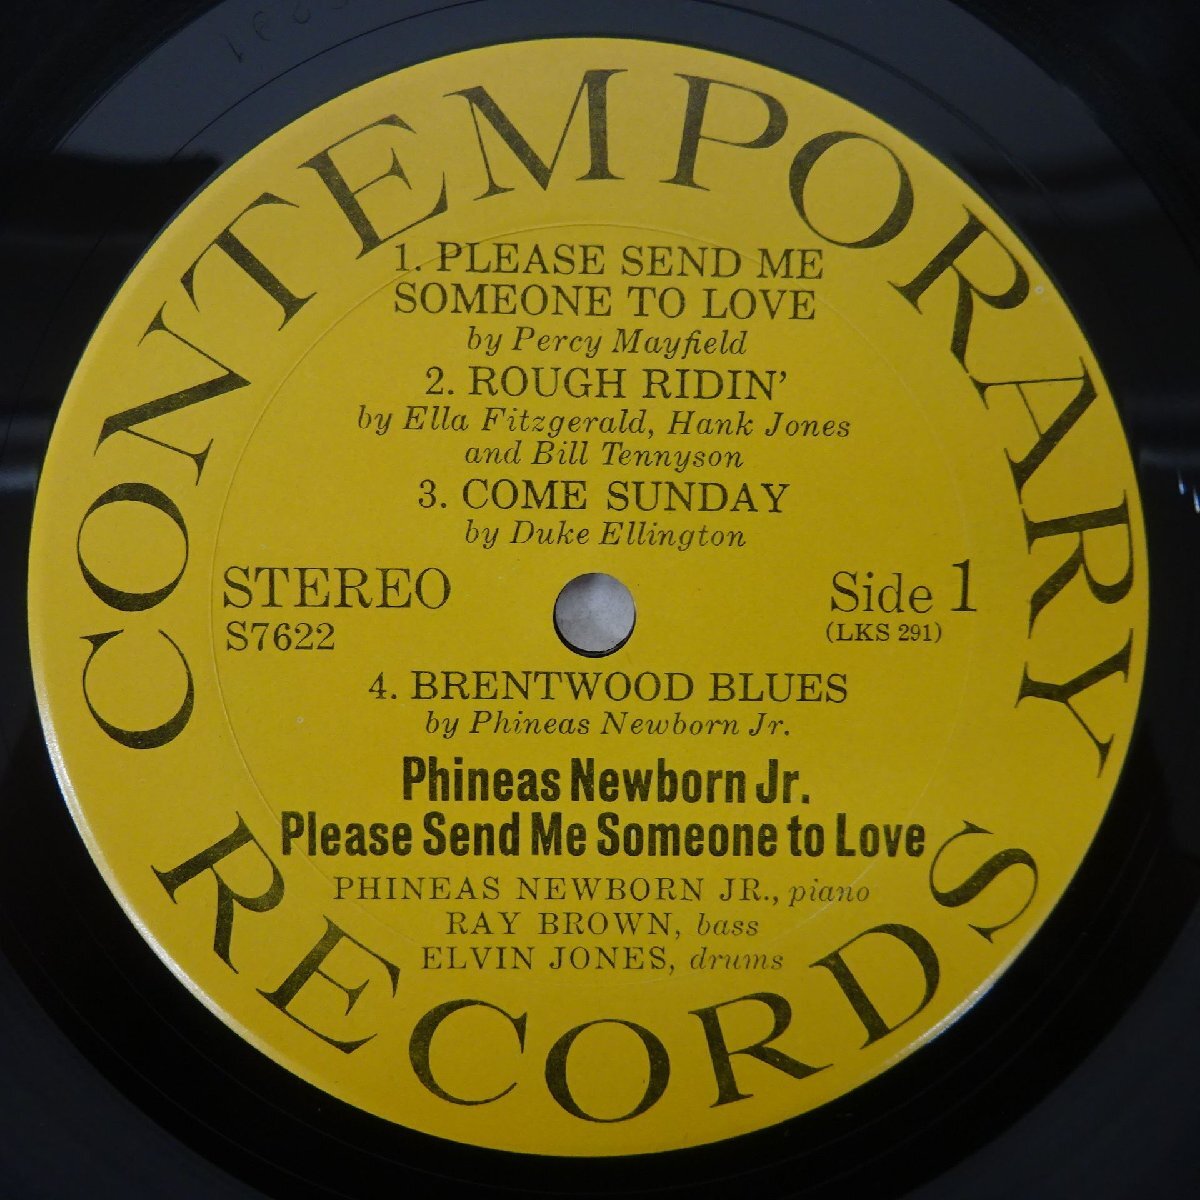 CONTEMPORARY
1. PLEASE SEND ME
SOMEONE TO LOVE
by Percy Mayfield
2. ROUGH RIDIN’
by Ella Fitzgerald, Hank Jones
and Bill Tennyson
3. COME SUNDAY
by Duke Ellington
STEREO
S7622
Side 1
(LKS 291)
4. BRENTWOOD BLUES
by Phineas Newborn Jr.
Phineas Newborn Jr.
Please Send Me Someone to Love
PHINEAS NEWBORN JR., piano
RAY BROWN, bass
ELVIN JONES, drums
RECORDS